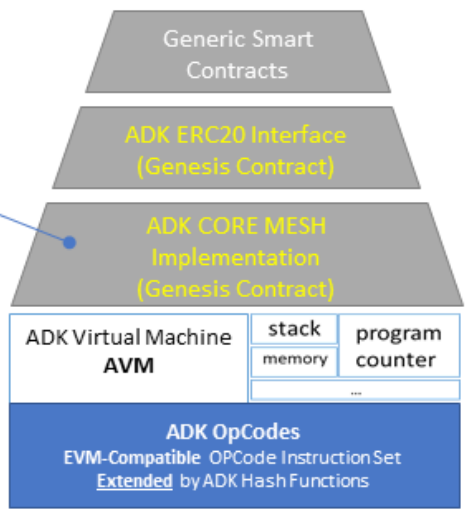 Generic Smart
Contracts
ADK ERC20 Interface
(Genesis Contract)
ADK CORE MESH
Implementation
(Genesis Contract)
ADK Virtual Machine
AVM
stack
memory
program
counter
...
ADK OpCodes
EVM-Compatible OPCode Instruction Set
Extended by ADK Hash Functions